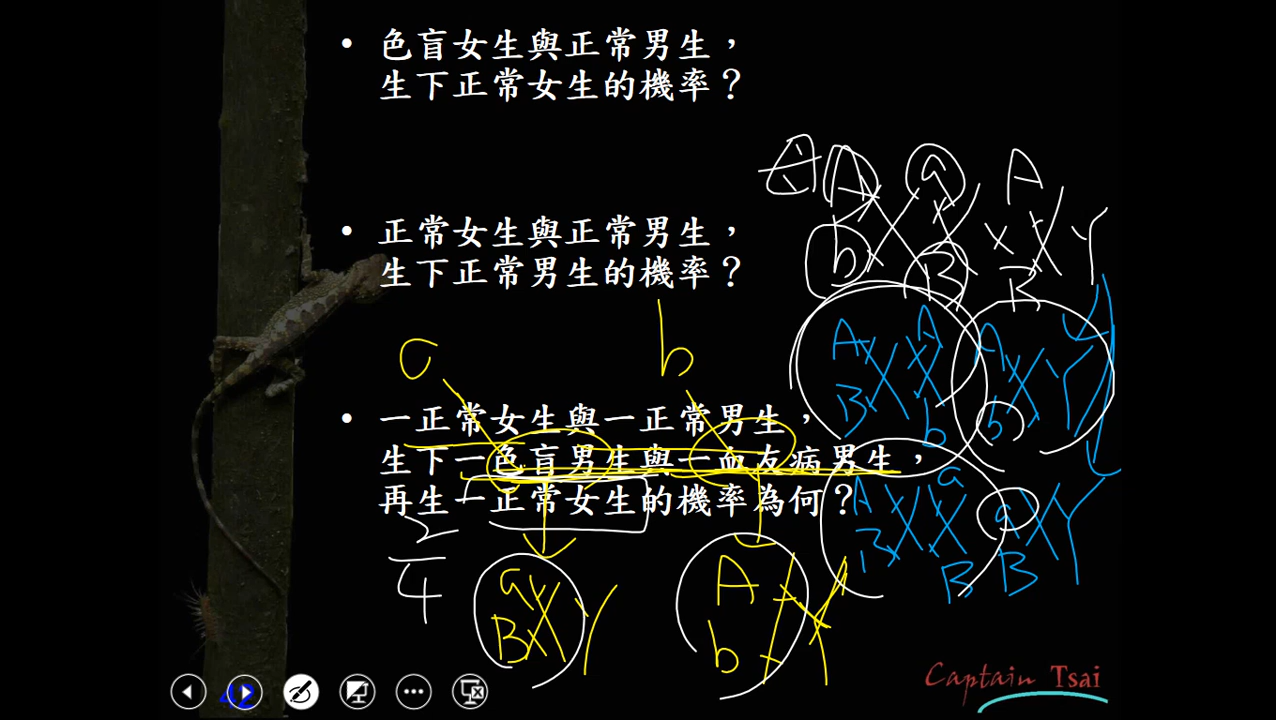 • 色盲女生與正常男生，
生下正常女生的機率？
• 正常女生與正常男生，
生下正常男生的機率？
A a A
X X X Y
b B B
a b
A A A
X X X Y
B b b
• 一正常女生與一正常男生，
生下一色盲男生與一血友病男生，
再生一正常女生的機率為何？
A a a
X X X Y
B B B
2
4
a
X Y
B
A
X Y
b
42
Captain Tsai